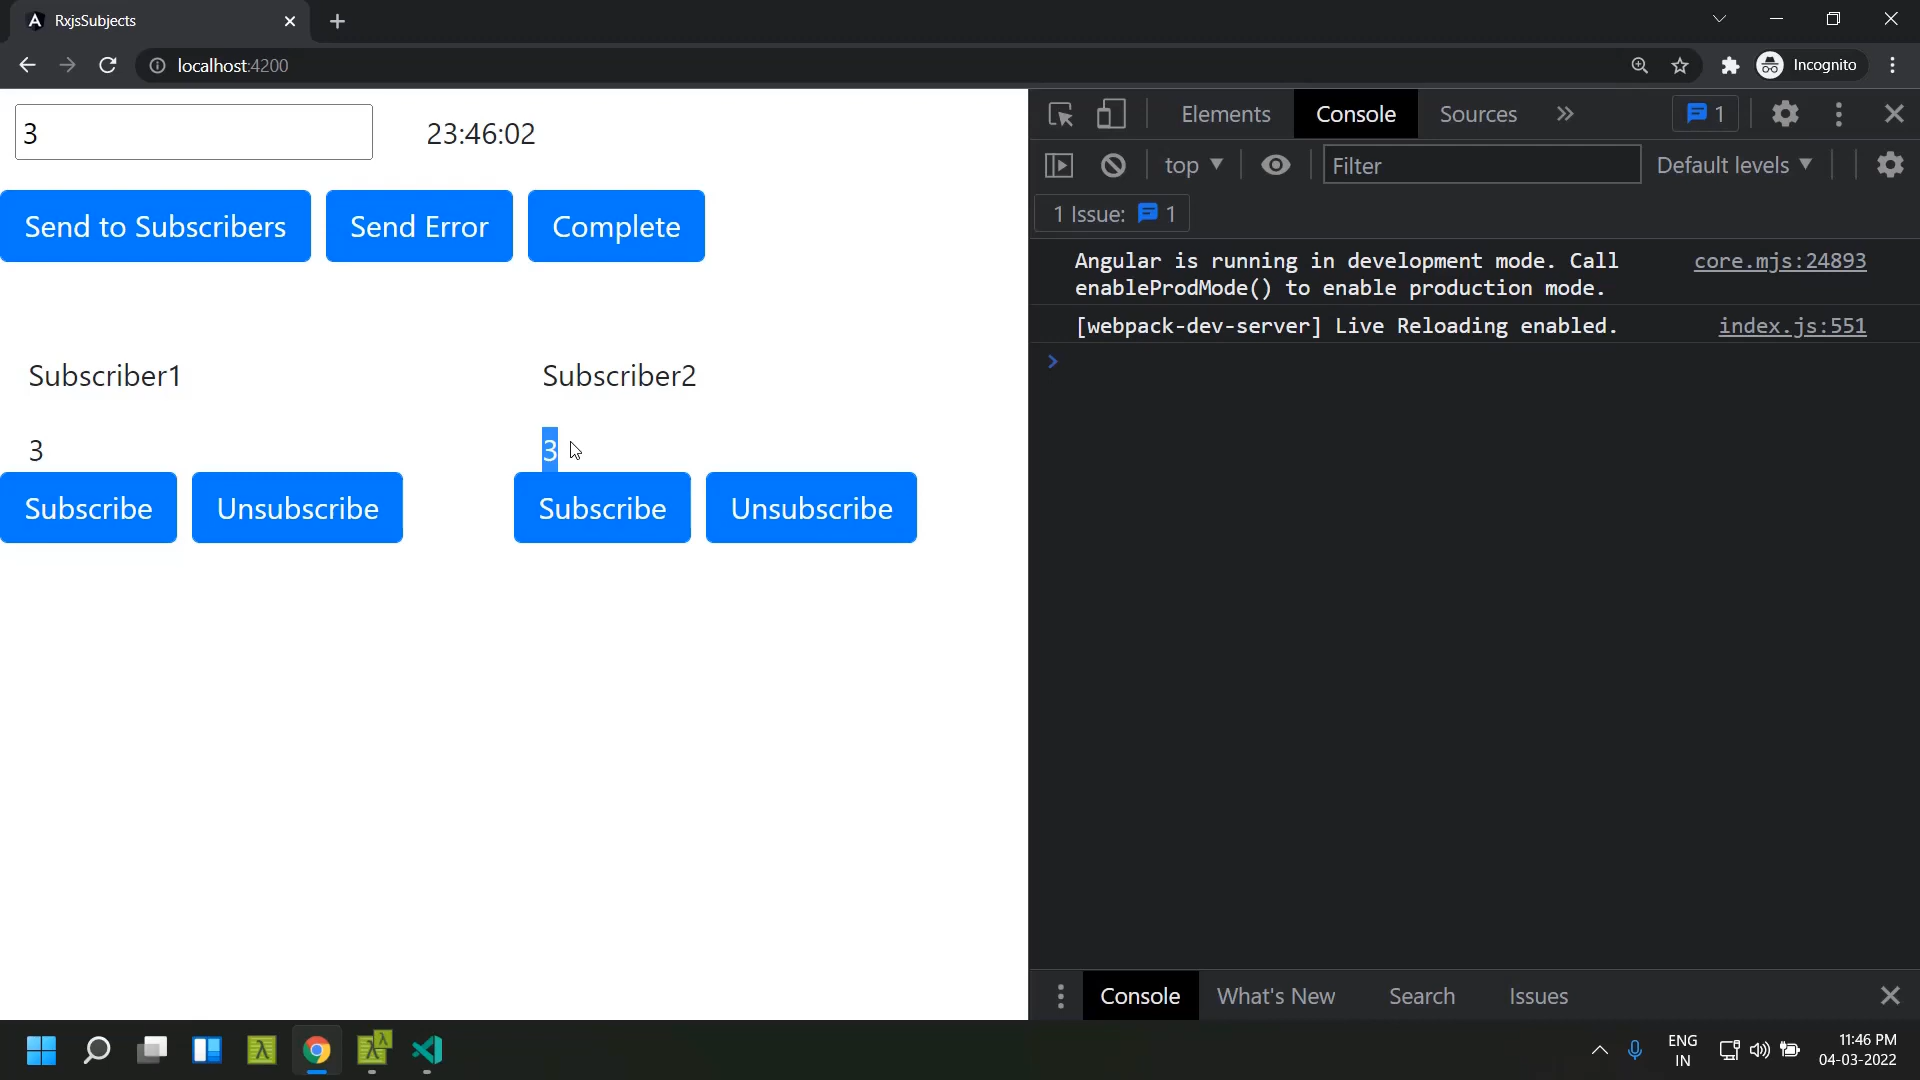 RxjsSubjects
localhost:4200
Incognito
3
23:46:02
Send to Subscribers
Send Error
Complete
Subscriber1
Subscriber2
3
3
Subscribe
Unsubscribe
Subscribe
Unsubscribe
Elements
Console
Sources
1
top
Filter
Default levels
1 Issue: 1
Angular is running in development mode. Call core.mjs:24893
enableProdMode() to enable production mode.
[webpack-dev-server] Live Reloading enabled. index.js:551
Console
What's New
Search
Issues
ENG
IN
11:46 PM
04-03-2022